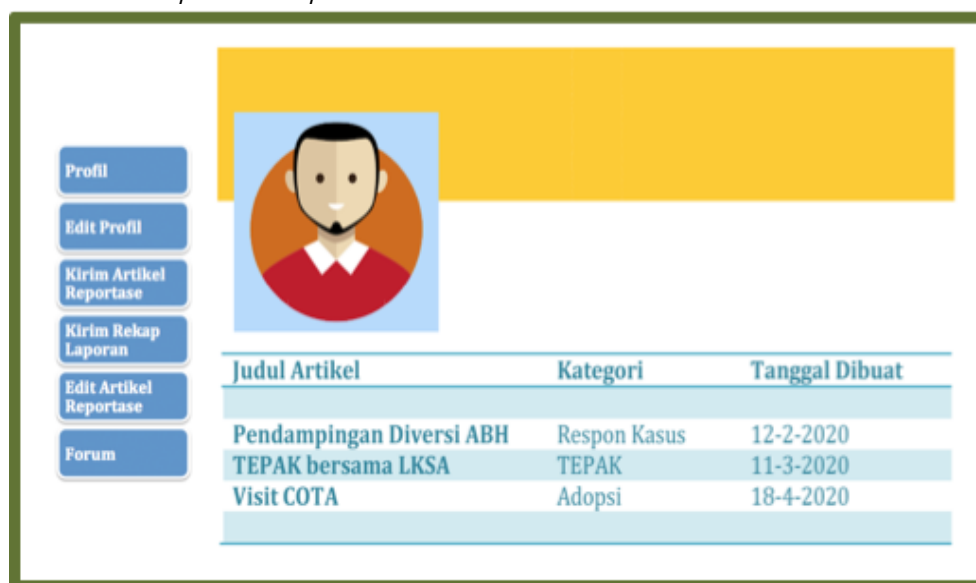 Profil
Edit Profil
Kirim Artikel
Reportase
Kirim Rekap
Laporan
Edit Artikel
Reportase
Forum
Judul Artikel Kategori Tanggal Dibuat
Pendampingan Diversi ABH Respon Kasus 12-2-2020
TEPAK bersama LKSA TEPAK 11-3-2020
Visit COTA Adopsi 18-4-2020